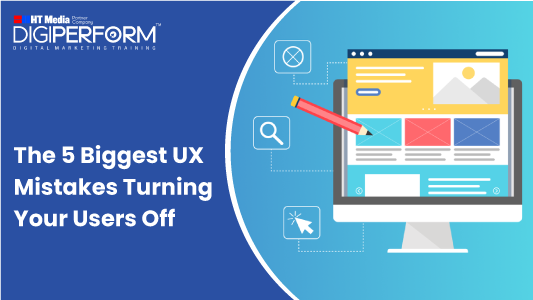 HT Media Partner Company
DIGIPERFORM™
DIGITAL MARKETING TRAINING
The 5 Biggest UX
Mistakes Turning
Your Users Off